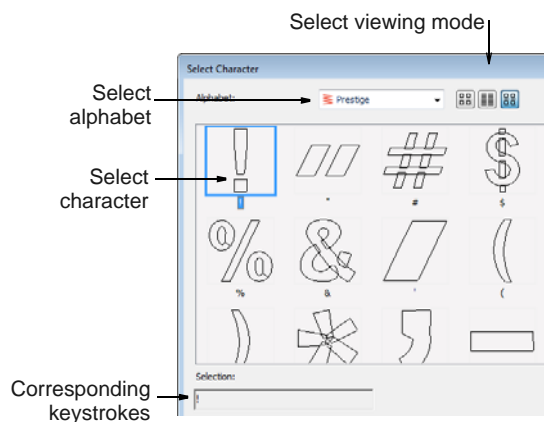 Select viewing mode
Select Character
Select
alphabet
Alphabet:
Prestige
! " # $
Select
character
! " # $
% & ' (
% & ' (
) * ,
Selection:
!
Corresponding
keystrokes